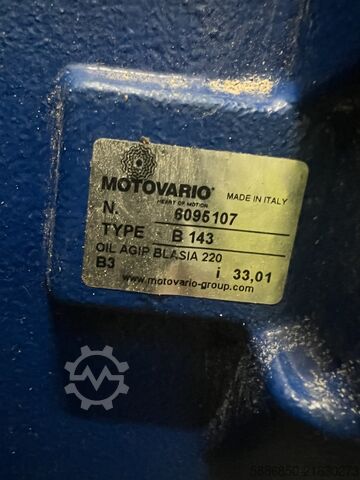 MOTOVARIO®
HEART OF MOTION
MADE IN ITALY
N. 6095107
TYPE B 143
OIL AGIP BLASIA 220
B3 i 33,01
www.motovario-group.com